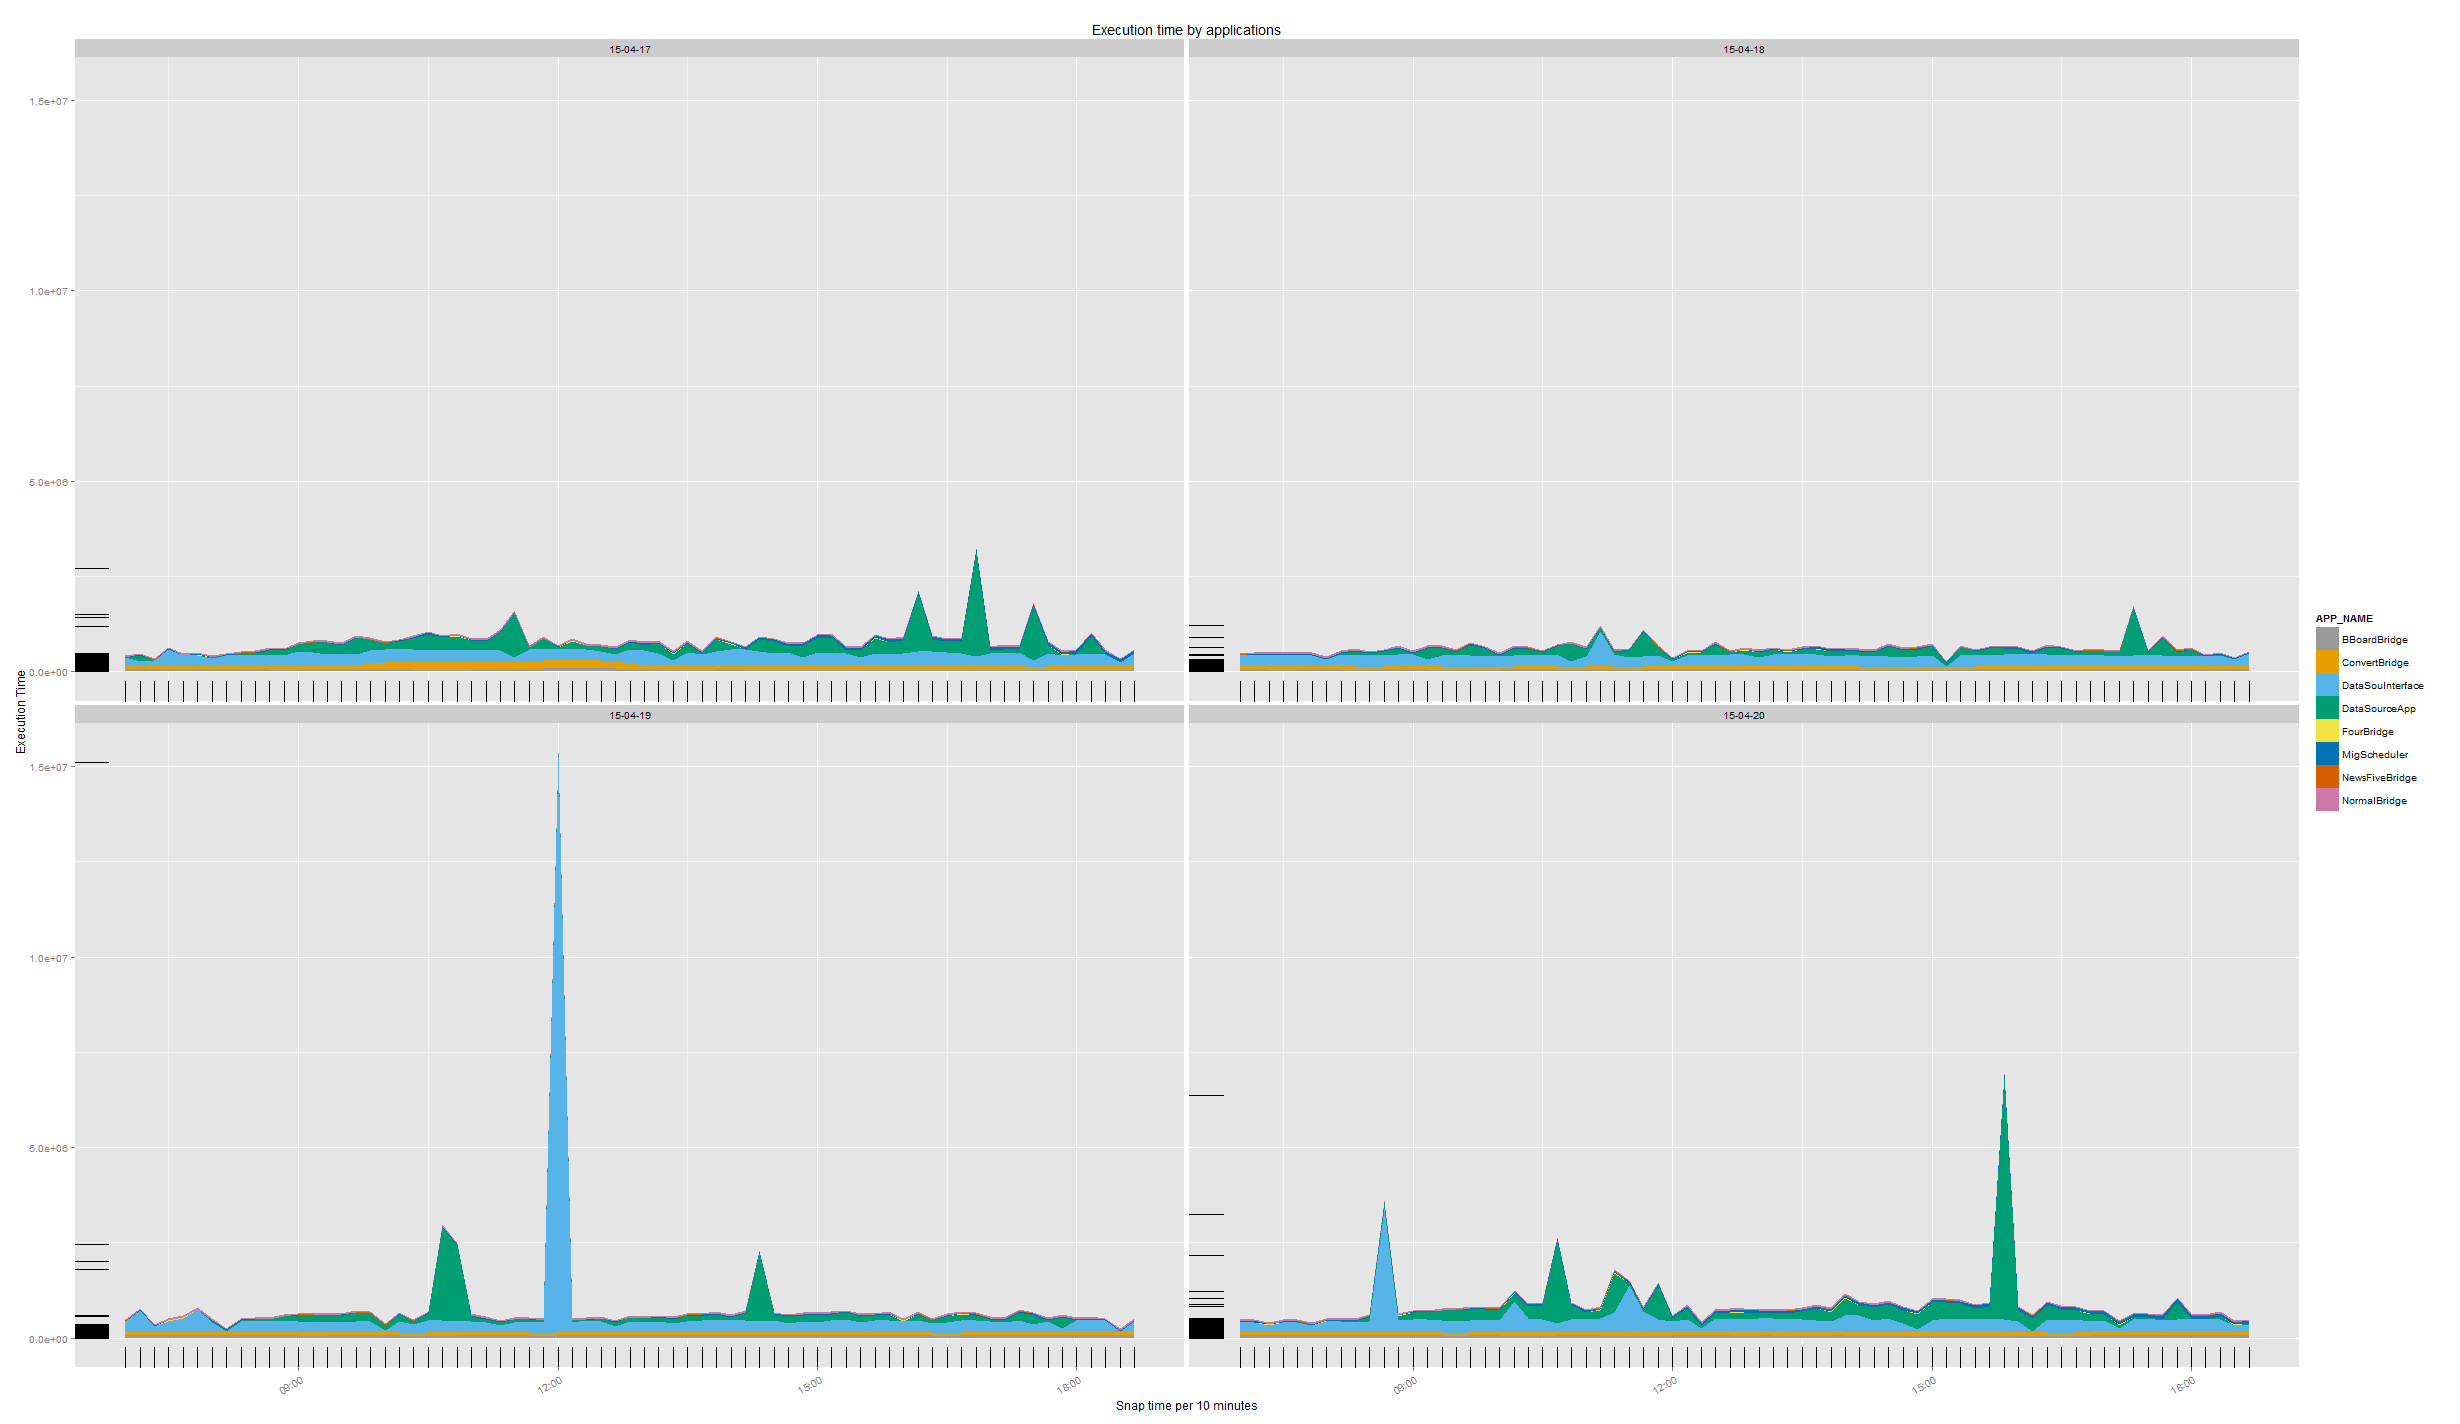 Execution time by applications
15-04-17
15-04-18
1.5e+07
1.0e+07
5.0e+06
0.0e+00
Execution Time
15-04-19
15-04-20
1.5e+07
1.0e+07
5.0e+06
0.0e+00
09:00
12:00
15:00
18:00
09:00
12:00
15:00
18:00
Snap time per 10 minutes
APP_NAME
BBoardBridge
ConvertBridge
DataSouInterface
DataSourceApp
FourBridge
MigScheduler
NewsFiveBridge
NormalBridge